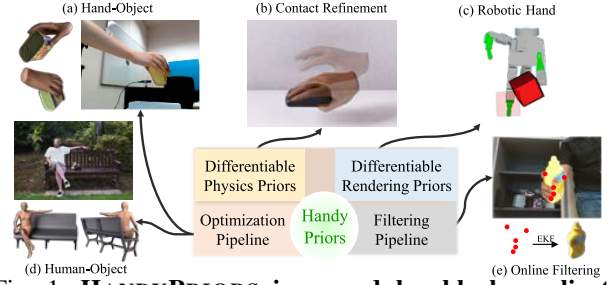 (a) Hand-Object
(b) Contact Refinement
(c) Robotic Hand
Differentiable
Physics Priors
Differentiable
Rendering Priors
Optimization
Pipeline
Handy
Priors
Filtering
Pipeline
EKF
(d) Human-Object
(e) Online Filtering